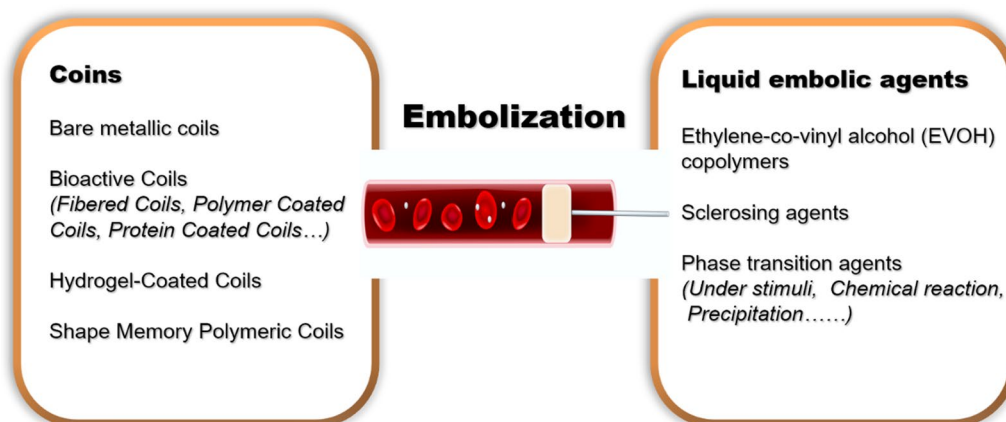 Coins
Bare metallic coils
Bioactive Coils
(Fibered Coils, Polymer Coated
Coils, Protein Coated Coils…)
Hydrogel-Coated Coils
Shape Memory Polymeric Coils
Embolization
Liquid embolic agents
Ethylene-co-vinyl alcohol (EVOH)
copolymers
Sclerosing agents
Phase transition agents
(Under stimuli, Chemical reaction,
Precipitation……)